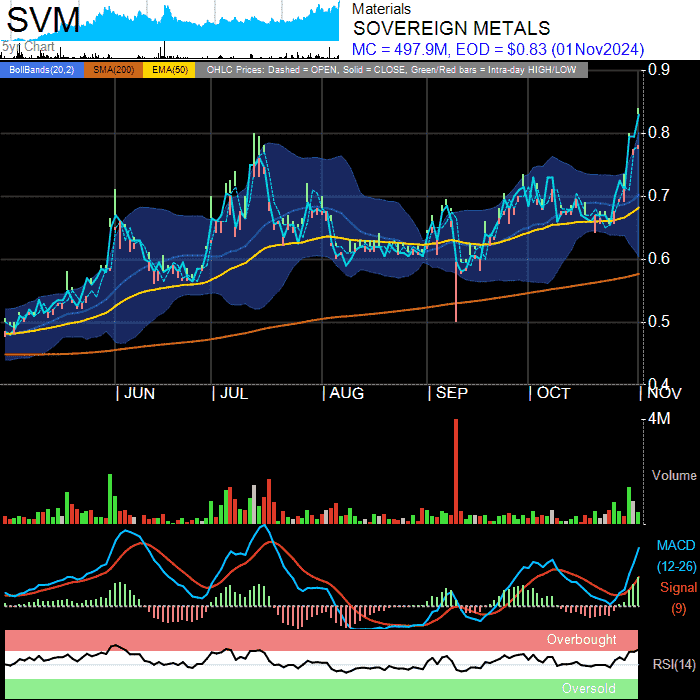 SVM
5yr Chart
Materials
SOVEREIGN METALS
MC = 497.9M, EOD = $0.83 (01Nov2024)
BollBands(20,2) SMA(200) EMA(50) OHLC Prices: Dashed = OPEN, Solid = CLOSE, Green/Red bars = Intra-day HIGH/LOW
0.9
0.8
0.7
0.6
0.5
0.4
JUN JUL AUG SEP OCT NOV
4M
Volume
MACD
(12-26)
Signal
(9)
Overbought
RSI(14)
Oversold